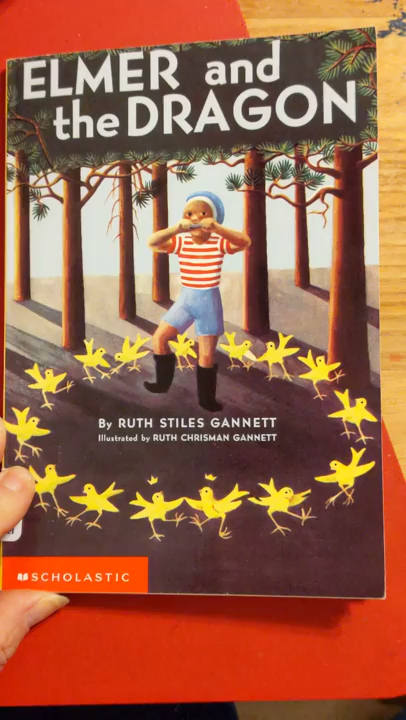 ELMER and
the DRAGON
By RUTH STILES GANNETT
Illustrated by RUTH CHRISMAN GANNETT
SCHOLASTIC